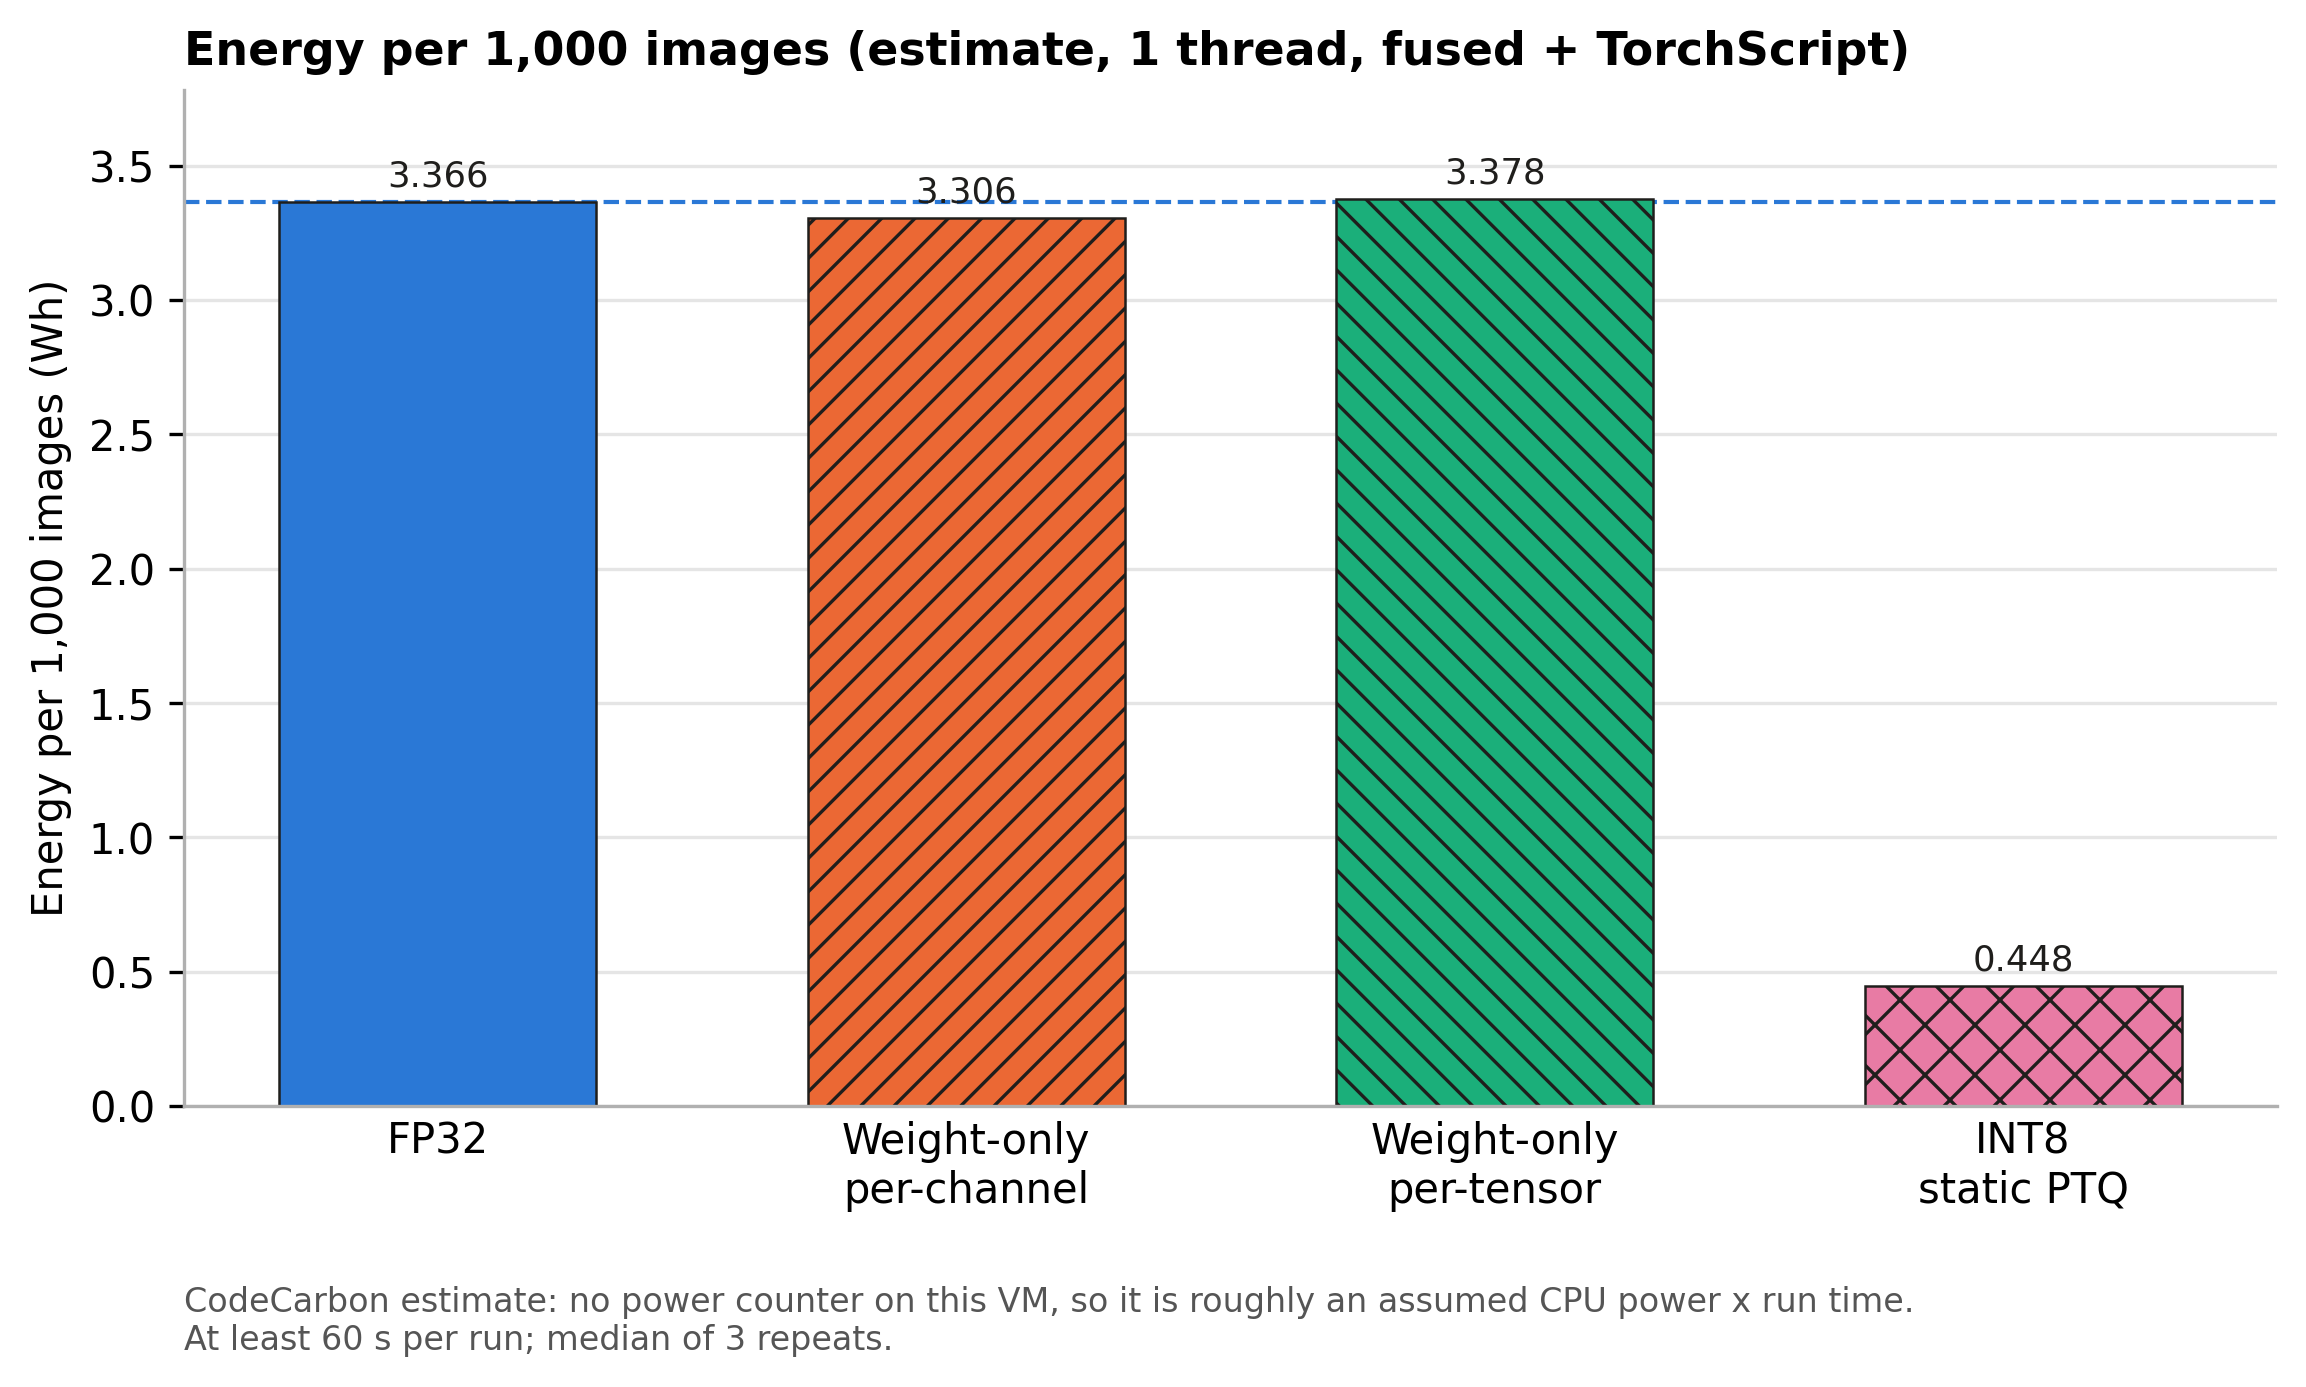 Energy per 1,000 images (estimate, 1 thread, fused + TorchScript)
Energy per 1,000 images (Wh)
3.5
3.0
2.5
2.0
1.5
1.0
0.5
0.0
3.366
3.306
3.378
0.448
FP32
Weight-only
per-channel
Weight-only
per-tensor
INT8
static PTQ
CodeCarbon estimate: no power counter on this VM, so it is roughly an assumed CPU power x run time.
At least 60 s per run; median of 3 repeats.